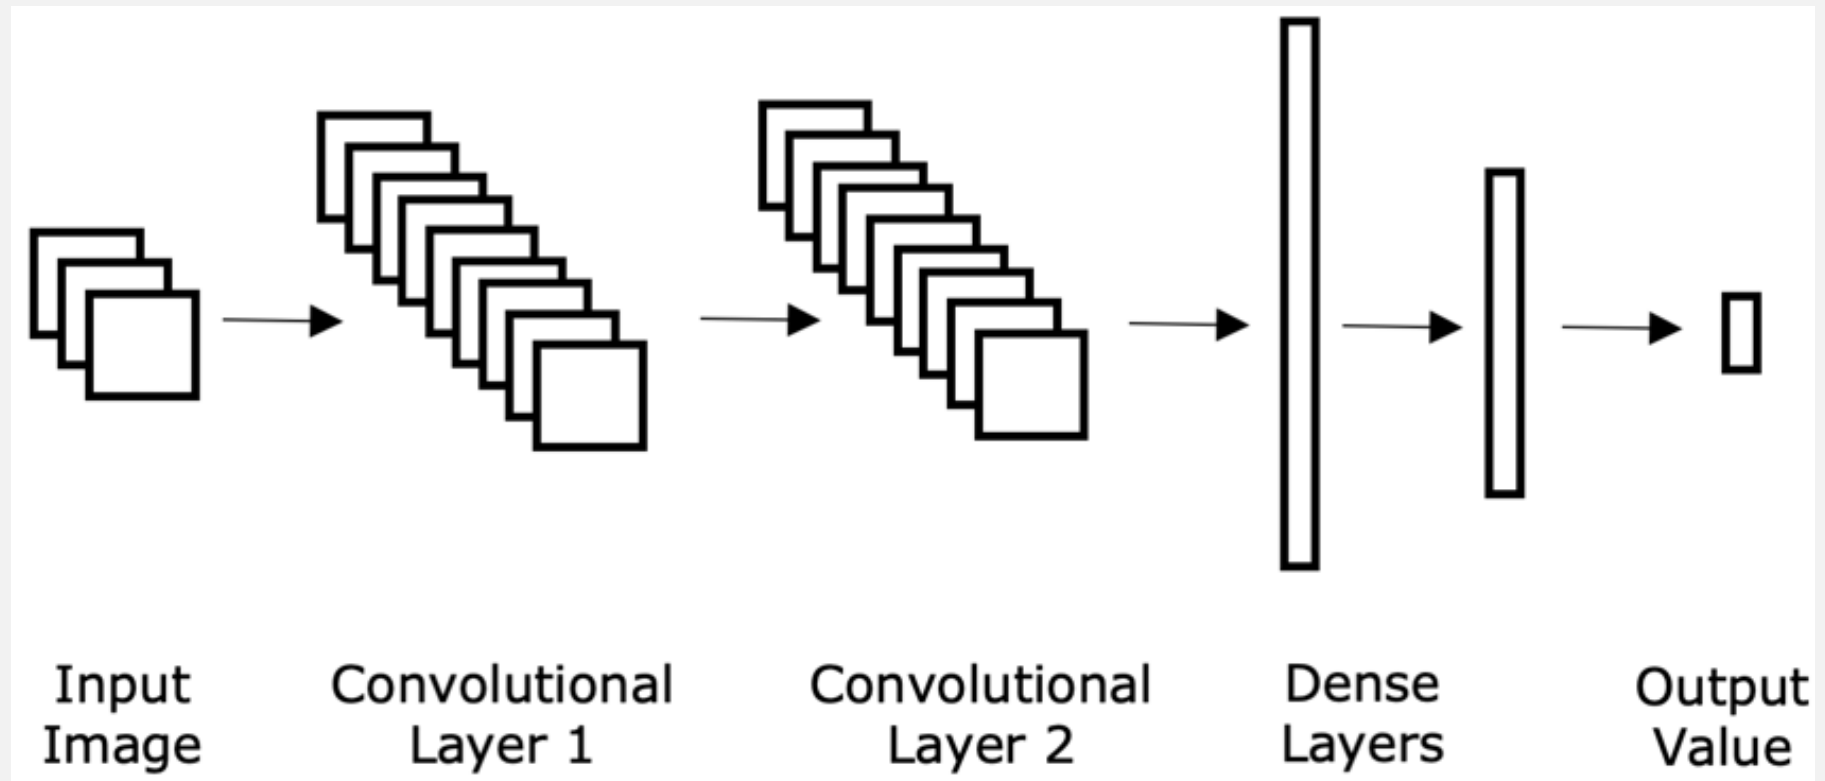 Input
Image
Convolutional
Layer 1
Convolutional
Layer 2
Dense
Layers
Output
Value